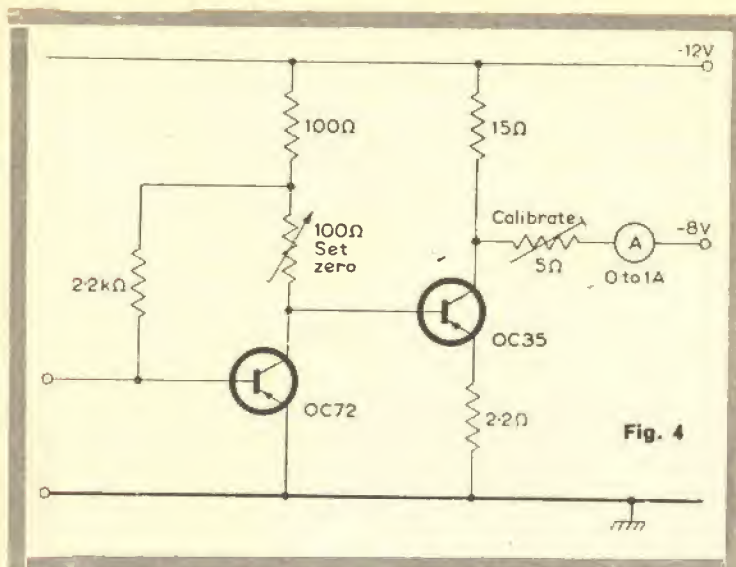 -12V
100Ω
15Ω
Calibrate
-8V
100Ω
Set
zero
5Ω
A
0 to 1A
2·2kΩ
OC35
OC72
2·2Ω
Fig. 4